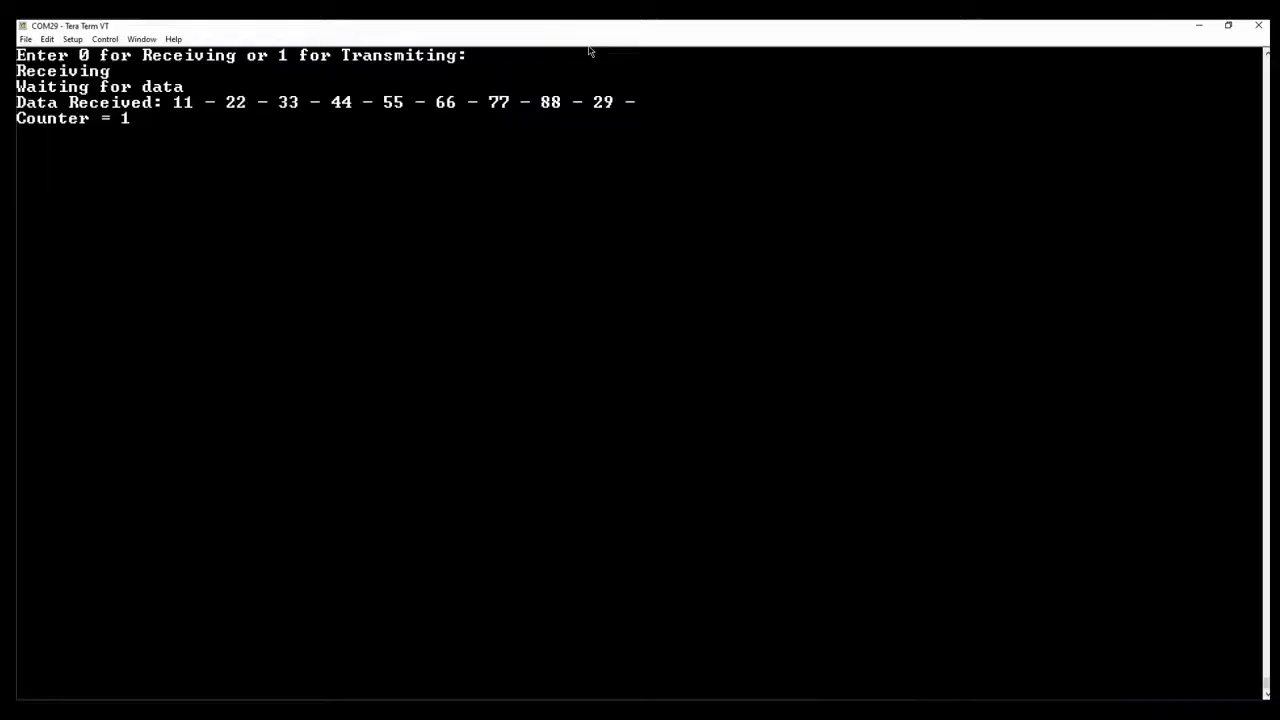 COM29 - Tera Term VT
File Edit Setup Control Window Help
Enter 0 for Receiving or 1 for Transmiting:
Receiving
Waiting for data
Data Received: 11 - 22 - 33 - 44 - 55 - 66 - 77 - 88 - 29 -
Counter = 1